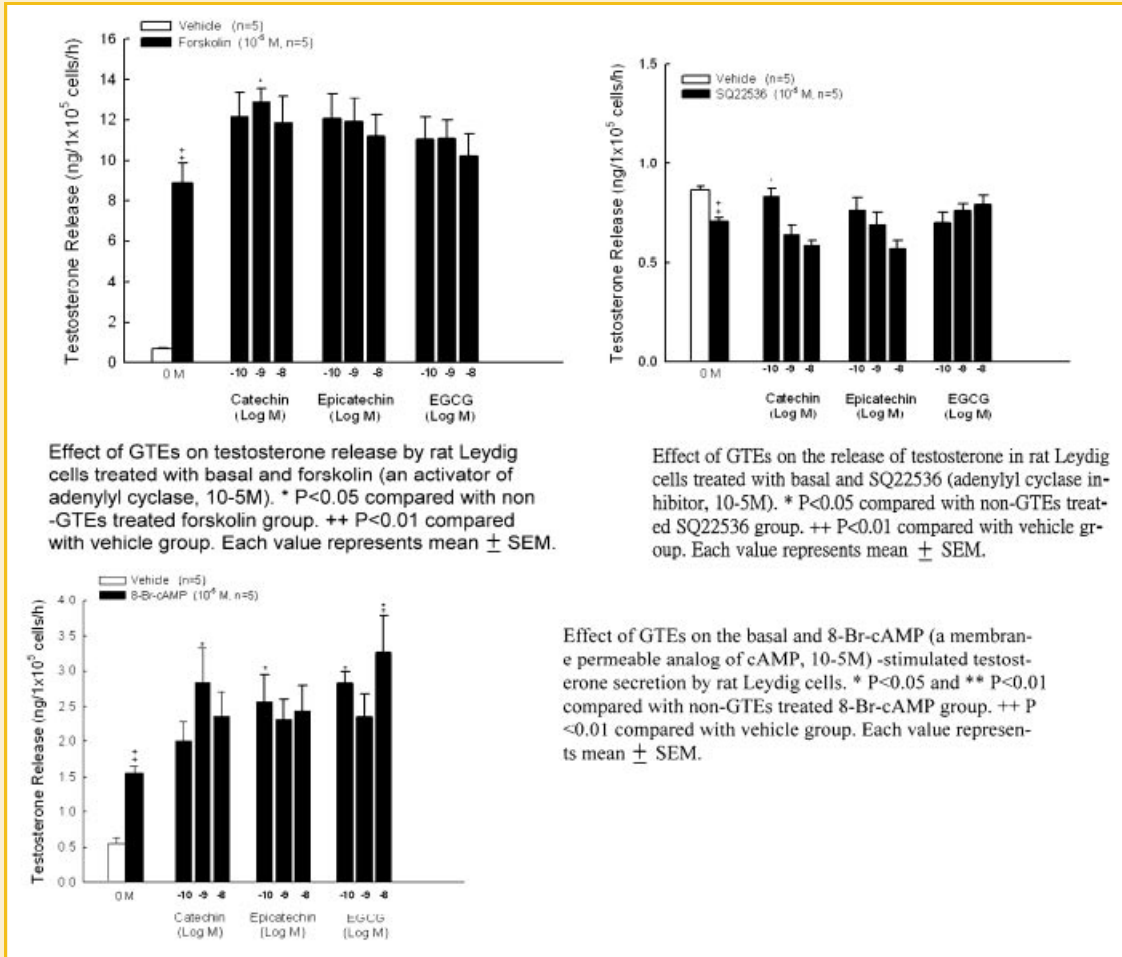 Vehicle (n=5)
Forskolin (10⁻⁵ M, n=5)
Testosterone Release (ng/1x10⁵ cells/h)
16
14
12
10
8
6
4
2
0
++
*
0 M
-10 -9 -8
-10 -9 -8
-10 -9 -8
Catechin
(Log M)
Epicatechin
(Log M)
EGCG
(Log M)
Effect of GTEs on testosterone release by rat Leydig
cells treated with basal and forskolin (an activator of
adenylyl cyclase, 10-5M). * P<0.05 compared with non
-GTEs treated forskolin group. ++ P<0.01 compared
with vehicle group. Each value represents mean ± SEM.
Vehicle (n=5)
SQ22536 (10⁻⁵ M, n=5)
Testosterone Release (ng/1x10⁵ cells/h)
1.5
1.0
0.5
0.0
++
*
0 M
-10 -9 -8
-10 -9 -8
-10 -9 -8
Catechin
(Log M)
Epicatechin
(Log M)
EGCG
(Log M)
Effect of GTEs on the release of testosterone in rat Leydig
cells treated with basal and SQ22536 (adenylyl cyclase in-
hibitor, 10-5M). * P<0.05 compared with non-GTEs treat-
ed SQ22536 group. ++ P<0.01 compared with vehicle gr-
oup. Each value represents mean ± SEM.
Vehicle (n=5)
8-Br-cAMP (10⁻⁵ M, n=5)
Testosterone Release (ng/1x10⁵ cells/h)
4.0
3.5
3.0
2.5
2.0
1.5
1.0
0.5
0.0
++
*
*
*
**
0 M
-10 -9 -8
-10 -9 -8
-10 -9 -8
Catechin
(Log M)
Epicatechin
(Log M)
EGCG
(Log M)
Effect of GTEs on the basal and 8-Br-cAMP (a membran-
e permeable analog of cAMP, 10-5M) -stimulated testost-
erone secretion by rat Leydig cells. * P<0.05 and ** P<0.01
compared with non-GTEs treated 8-Br-cAMP group. ++ P
<0.01 compared with vehicle group. Each value represen-
ts mean ± SEM.